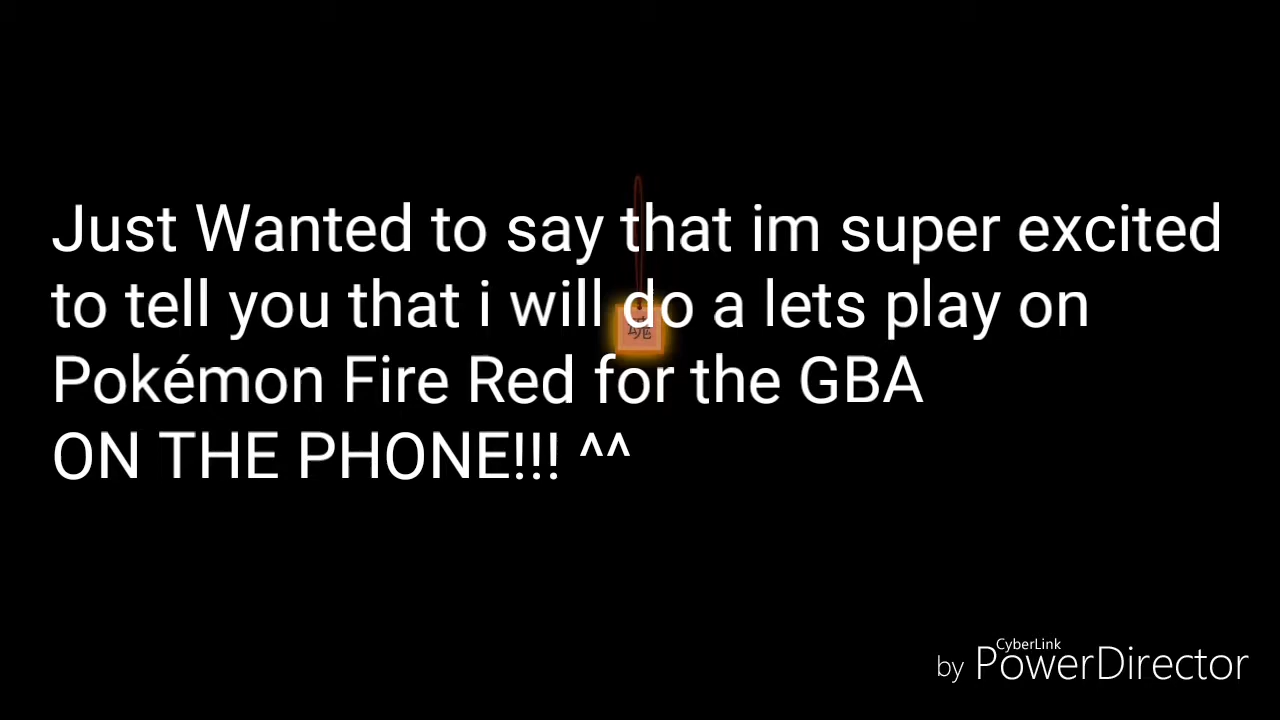 Just Wanted to say that im super excited
to tell you that i will do a lets play on
Pokémon Fire Red for the GBA
ON THE PHONE!!! ^^
魂
CyberLink
by PowerDirector